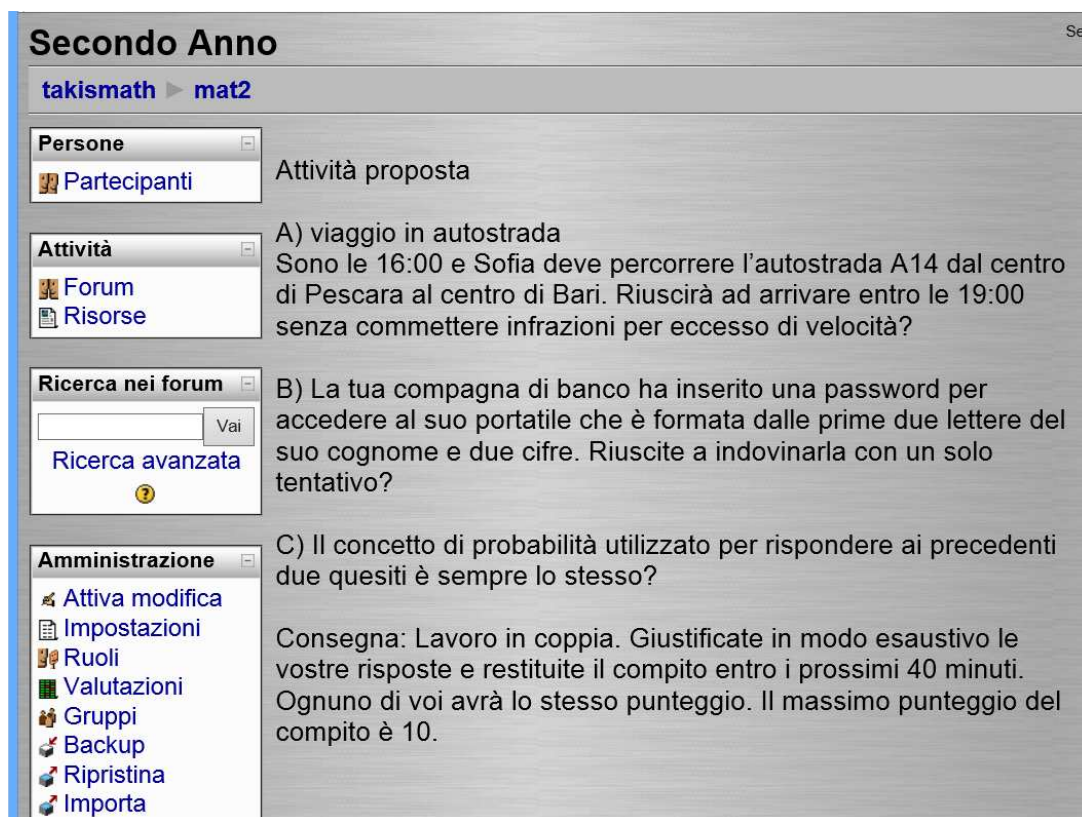 Secondo Anno
Se
takismath ► mat2
Persone
Partecipanti
Attività
Forum
Risorse
Ricerca nei forum
Vai
Ricerca avanzata
?
Amministrazione
Attiva modifica
Impostazioni
Ruoli
Valutazioni
Gruppi
Backup
Ripristina
Importa
Attività proposta
A) viaggio in autostrada
Sono le 16:00 e Sofia deve percorrere l'autostrada A14 dal centro
di Pescara al centro di Bari. Riuscirà ad arrivare entro le 19:00
senza commettere infrazioni per eccesso di velocità?
B) La tua compagna di banco ha inserito una password per
accedere al suo portatile che è formata dalle prime due lettere del
suo cognome e due cifre. Riuscite a indovinarla con un solo
tentativo?
C) Il concetto di probabilità utilizzato per rispondere ai precedenti
due quesiti è sempre lo stesso?
Consegna: Lavoro in coppia. Giustificate in modo esaustivo le
vostre risposte e restituite il compito entro i prossimi 40 minuti.
Ognuno di voi avrà lo stesso punteggio. Il massimo punteggio del
compito è 10.